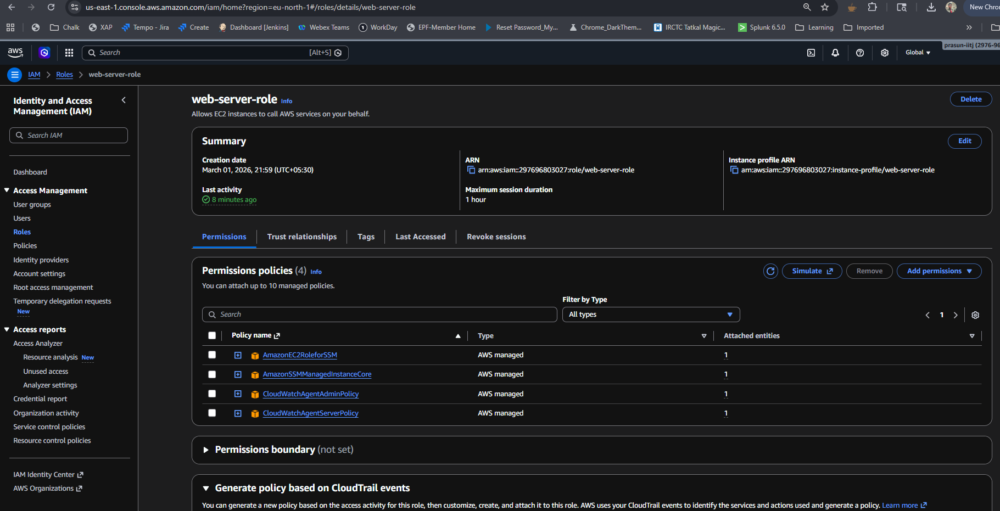 us-east-1.console.aws.amazon.com/iam/home?region=eu-north-1#/roles/details/web-server-role
New Chro
Chalk XAP Tempo - Jira Create Dashboard [Jenkins] Webex Teams WorkDay EPF-Member Home Reset Password_My... Chrome_DarkThem... IRCTC Tatkal Magic... Splunk 6.5.0 Learning Imported
aws Search [Alt+S] Global prasun-iitj (2976-96
IAM Roles web-server-role
Identity and Access Management (IAM)
Search IAM
Dashboard
Access Management
User groups
Users
Roles
Policies
Identity providers
Account settings
Root access management
Temporary delegation requests
New
Access reports
Access Analyzer
Resource analysis New
Unused access
Analyzer settings
Credential report
Organization activity
Service control policies
Resource control policies
IAM Identity Center
AWS Organizations
web-server-role Info
Delete
Allows EC2 instances to call AWS services on your behalf.
Summary
Edit
Creation date
March 01, 2026, 21:59 (UTC+05:30)
Last activity
8 minutes ago
ARN
arn:aws:iam::297696803027:role/web-server-role
Maximum session duration
1 hour
Instance profile ARN
arn:aws:iam::297696803027:instance-profile/web-server-role
Permissions Trust relationships Tags Last Accessed Revoke sessions
Permissions policies (4) Info
Simulate Remove Add permissions
You can attach up to 10 managed policies.
Filter by Type
Search All types 1
Policy name Type Attached entities
AmazonEC2RoleforSSM AWS managed 1
AmazonSSMManagedInstanceCore AWS managed 1
CloudWatchAgentAdminPolicy AWS managed 1
CloudWatchAgentServerPolicy AWS managed 1
Permissions boundary (not set)
Generate policy based on CloudTrail events
You can generate a new policy based on the access activity for this role, then customize, create, and attach it to this role. AWS uses your CloudTrail events to identify the services and actions used and generate a policy. Learn more